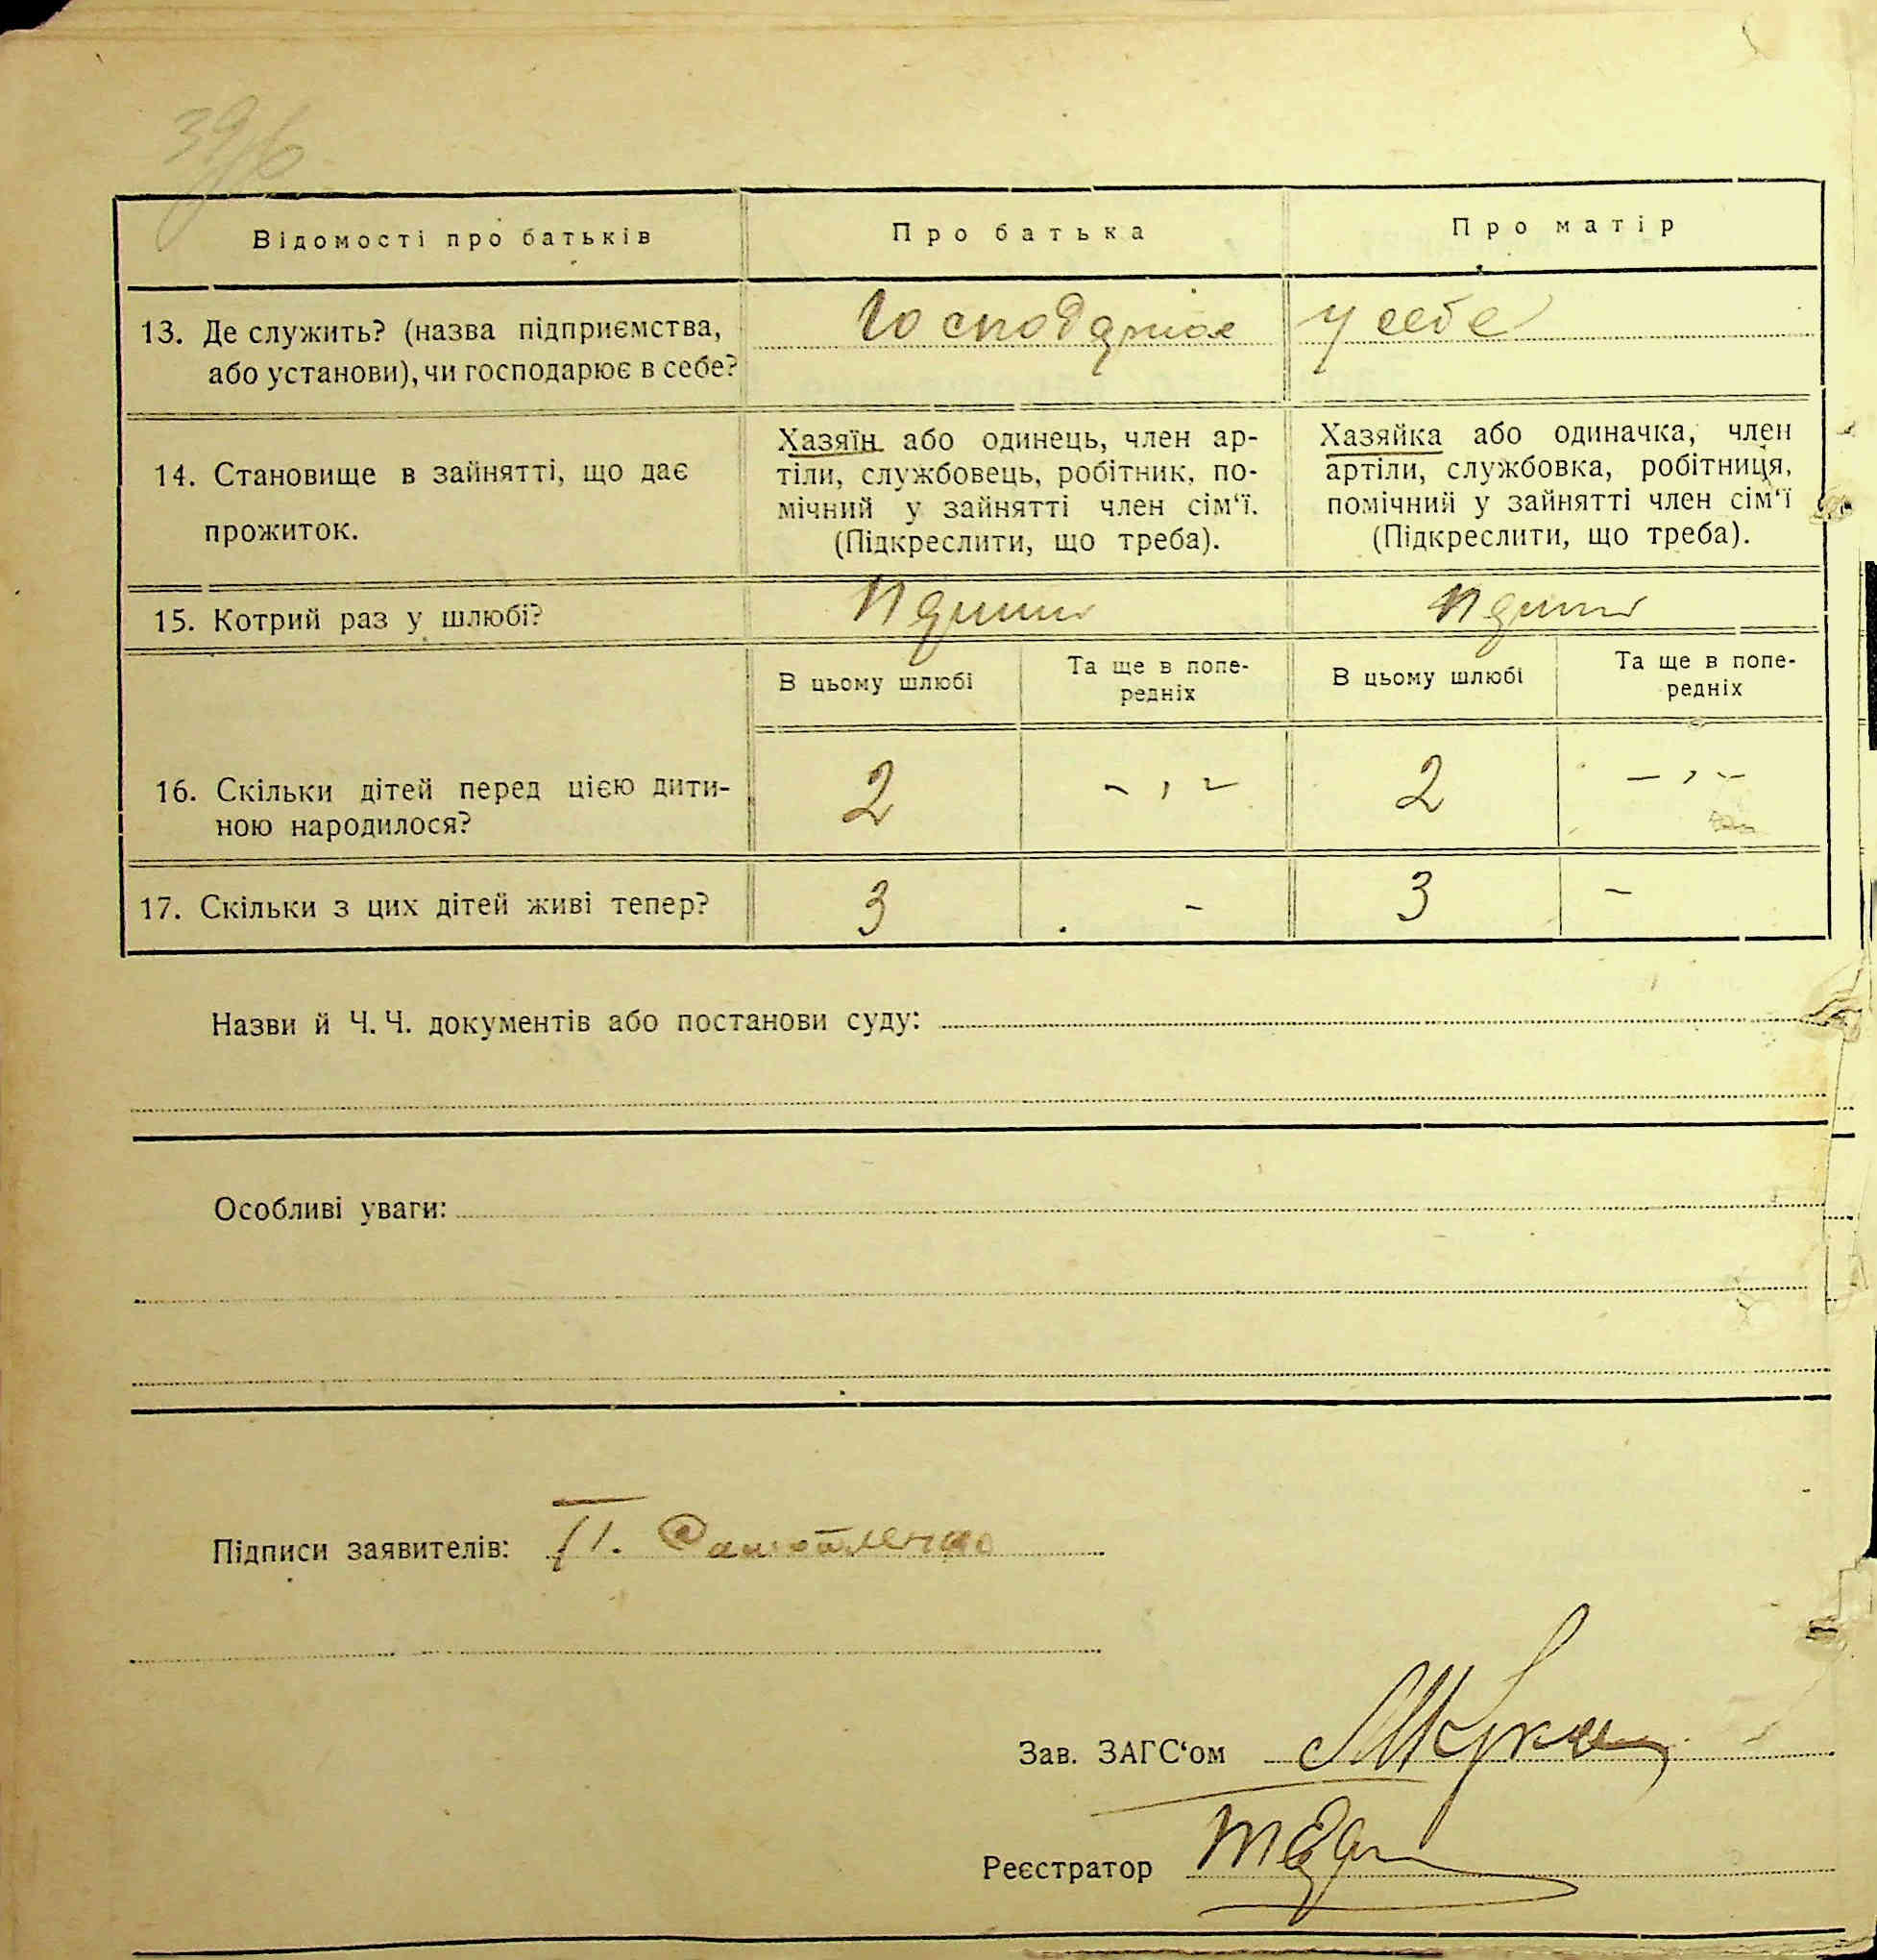 39/6
Відомості про батьків
Про батька
Про матір
13. Де служить? (назва підприємства,
або установи), чи господарює в себе?
Господарює у себе
14. Становище в зайнятті, що дає
прожиток.
Хазяїн або одинець, член ар-
тіли, службовець, робітник, по-
мічний у зайнятті член сім‘ї.
(Підкреслити, що треба).
Хазяйка або одиначка, член
артіли, службовка, робітниця,
помічний у зайнятті член сім‘ї
(Підкреслити, що треба).
15. Котрий раз у шлюбі?
В цьому шлюбі
Та ще в попе-
редніх
В цьому шлюбі
Та ще в попе-
редніх
16. Скільки дітей перед цією дити-
ною народилося?
2 – , – 2 – , –
17. Скільки з цих дітей живі тепер? 3 - 3 -
Назви й Ч. Ч. документів або постанови суду:
Особливі уваги:
Підписи заявителів: П.
Зав. ЗАГС‘ом
Реєстратор